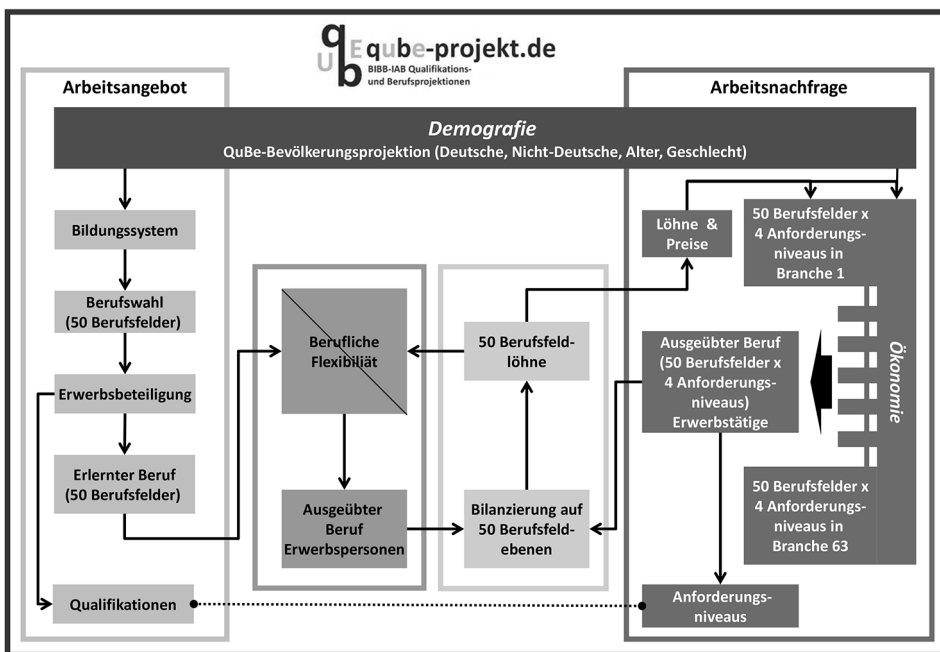 qube-projekt.de
BIBB-IAB Qualifikations-
und Berufsprojektionen
Arbeitsangebot
Arbeitsnachfrage
Demografie
QuBe-Bevölkerungsprojektion (Deutsche, Nicht-Deutsche, Alter, Geschlecht)
Bildungssystem
Berufswahl
(50 Berufsfelder)
Erwerbsbeteiligung
Erlernter Beruf
(50 Berufsfelder)
Qualifikationen
Berufliche
Flexibiliät
Ausgeübter
Beruf
Erwerbspersonen
50 Berufsfeld-
löhne
Bilanzierung auf
50 Berufsfeld-
ebenen
Löhne &
Preise
50 Berufsfelder x
4 Anforderungs-
niveaus in
Branche 1
Ausgeübter Beruf
(50 Berufsfelder x
4 Anforderungs-
niveaus)
Erwerbstätige
Ökonomie
50 Berufsfelder x
4 Anforderungs-
niveaus in
Branche 63
Anforderungs-
niveaus